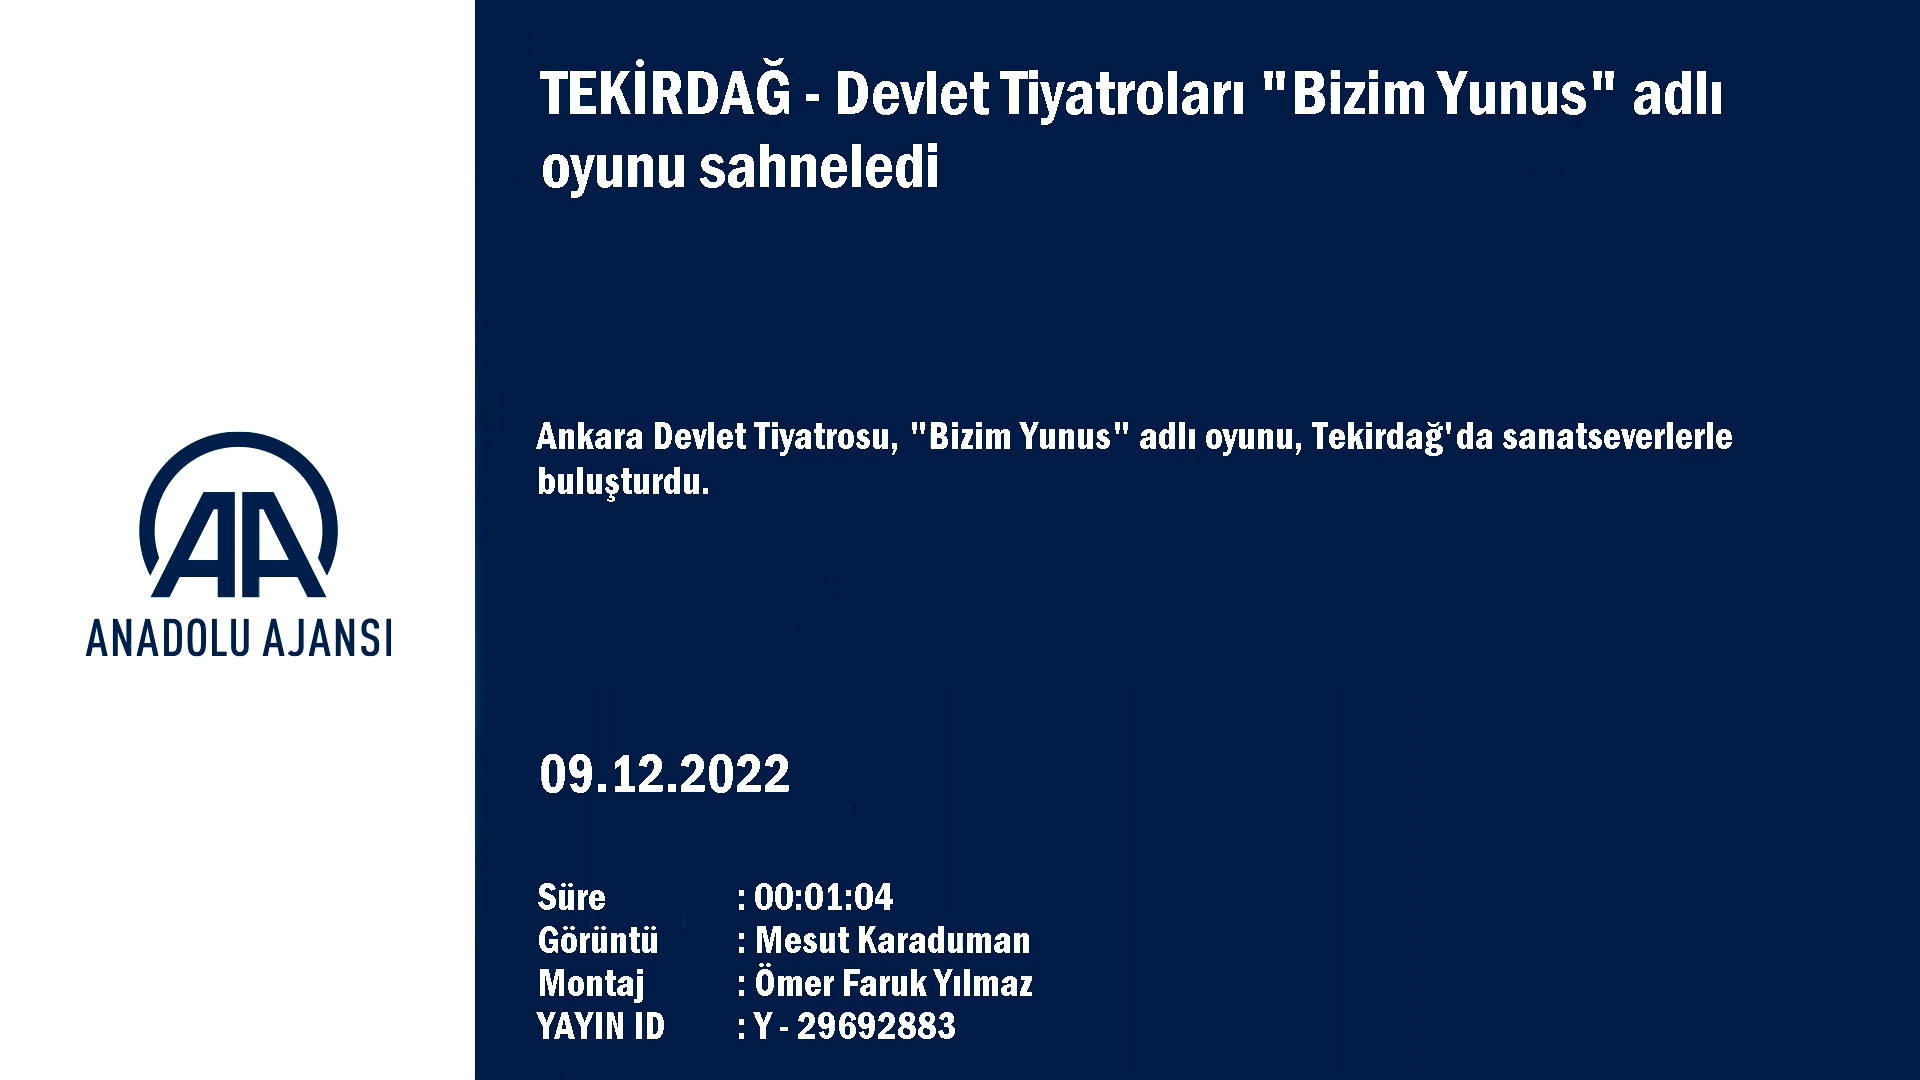 TEKİRDAĞ - Devlet Tiyatroları "Bizim Yunus" adlı
oyunu sahneledi
Ankara Devlet Tiyatrosu, "Bizim Yunus" adlı oyunu, Tekirdağ'da sanatseverlerle
buluşturdu.
AA
ANADOLU AJANSI
09.12.2022
Süre : 00:01:04
Görüntü : Mesut Karaduman
Montaj : Ömer Faruk Yılmaz
YAYIN ID : Y - 29692883